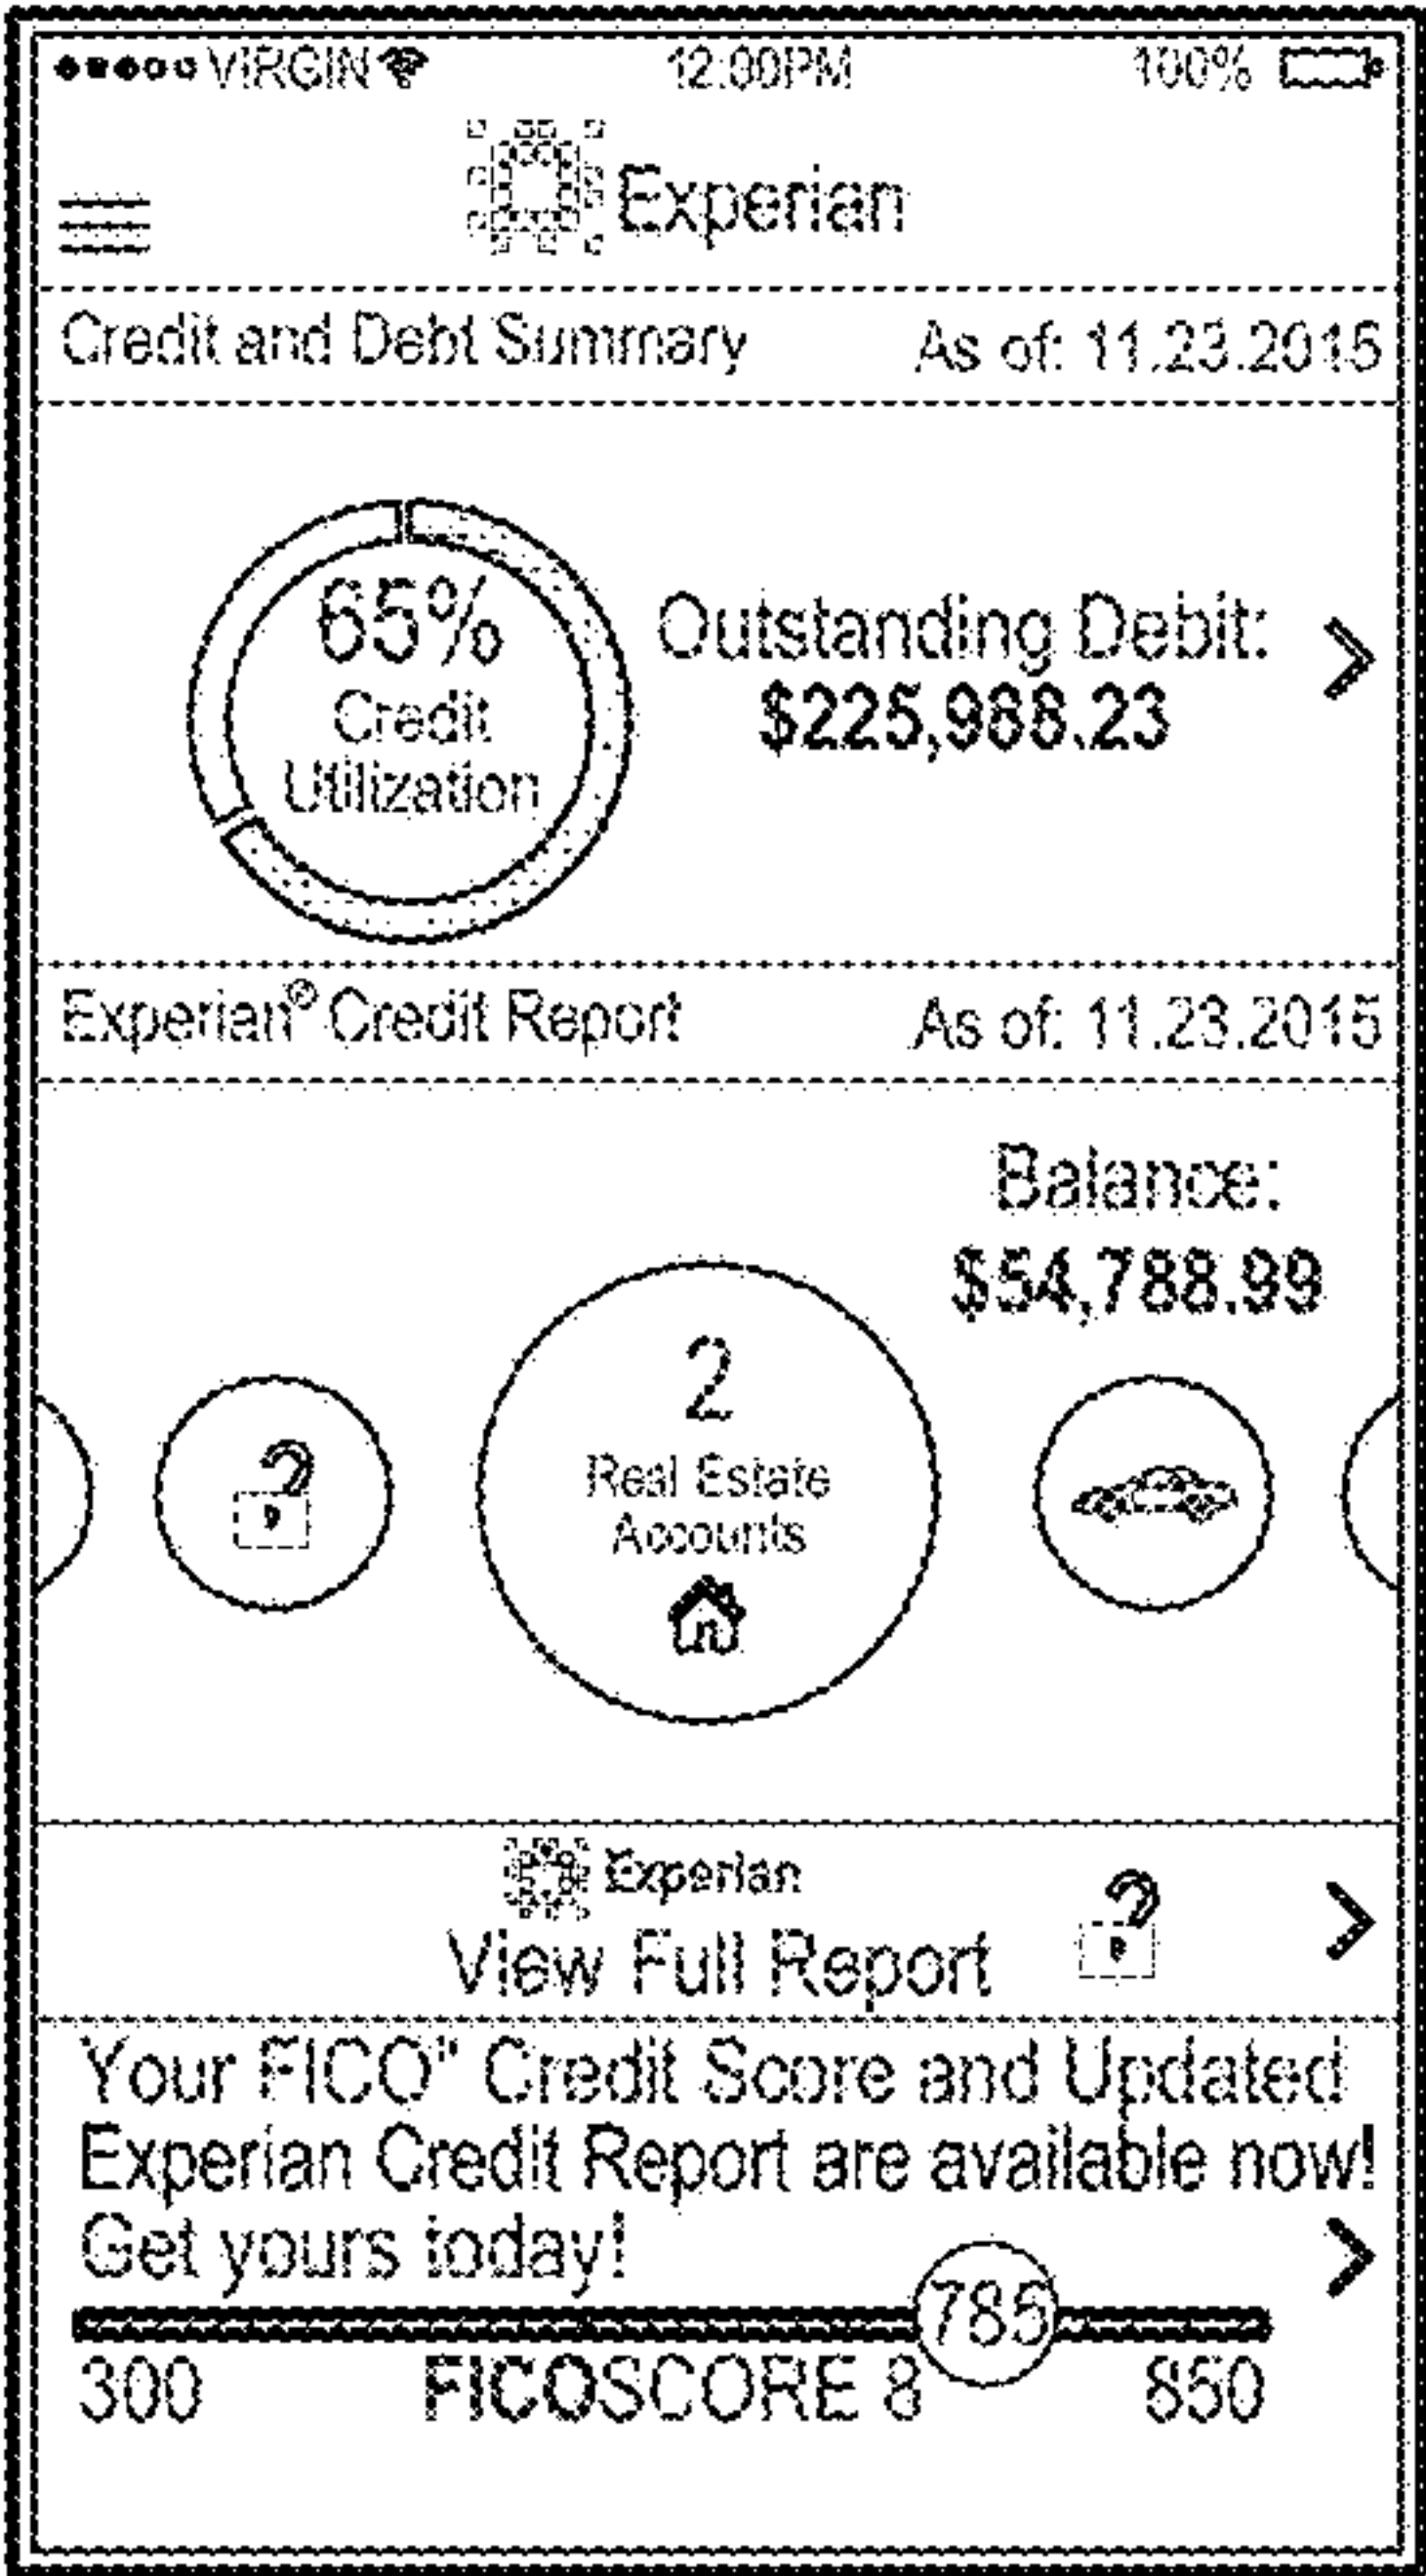 VIRGIN 12:00PM 100%
Experian
Credit and Debt Summary As of: 11.23.2015
65%
Credit
Utilization
Outstanding Debit:
$225,988.23
Experian® Credit Report As of: 11.23.2015
Balance:
$54,788.99
2
Real Estate
Accounts
Experian
View Full Report
Your FICO" Credit Score and Updated
Experian Credit Report are available now!
Get yours today!
785
300 FICOSCORE 8 850